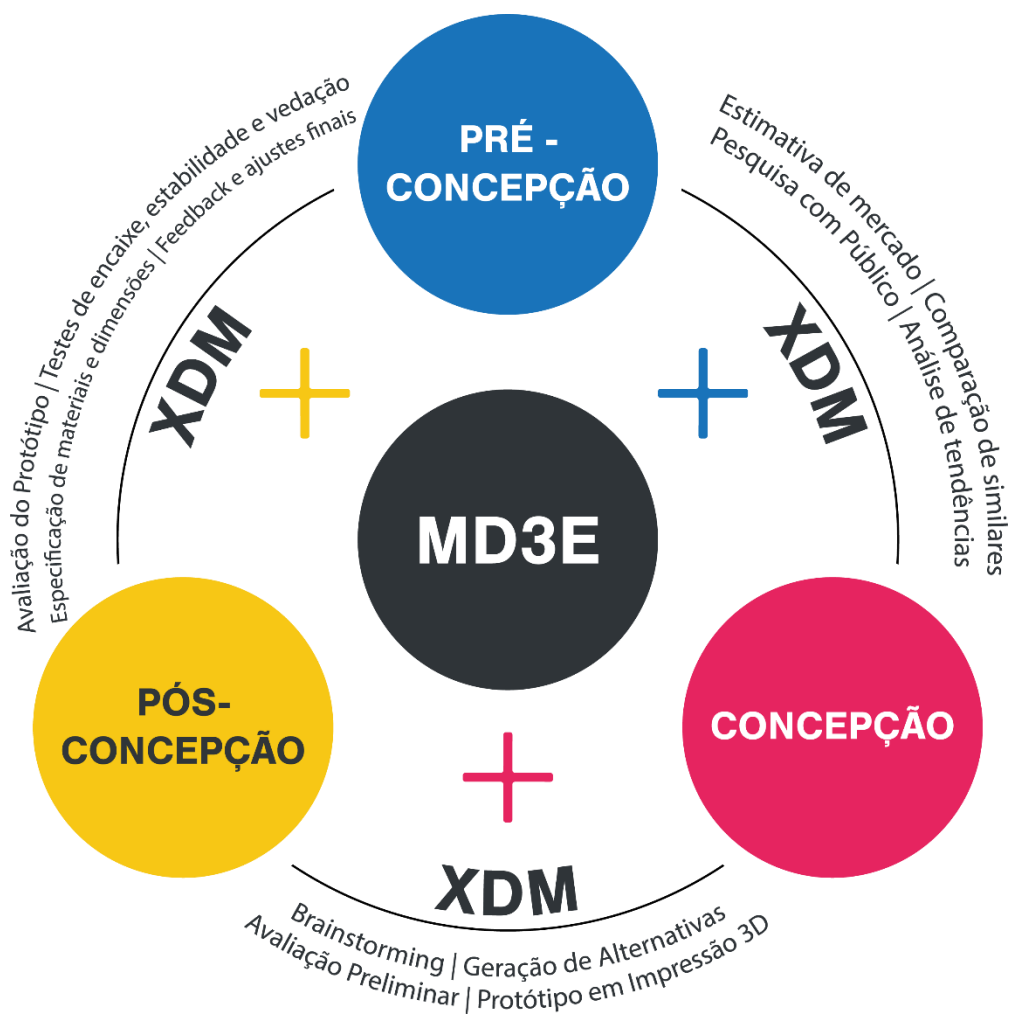 PRÉ -
CONCEPÇÃO
Estimativa de mercado | Comparação de similares
Pesquisa com Público | Análise de tendências
XDM
CONCEPÇÃO
XDM
Brainstorming | Geração de Alternativas
Avaliação Preliminar | Protótipo em Impressão 3D
PÓS-
CONCEPÇÃO
Avaliação do Protótipo | Testes de encaixe, estabilidade e vedação
Especificação de materiais e dimensões | Feedback e ajustes finais
XDM
MD3E